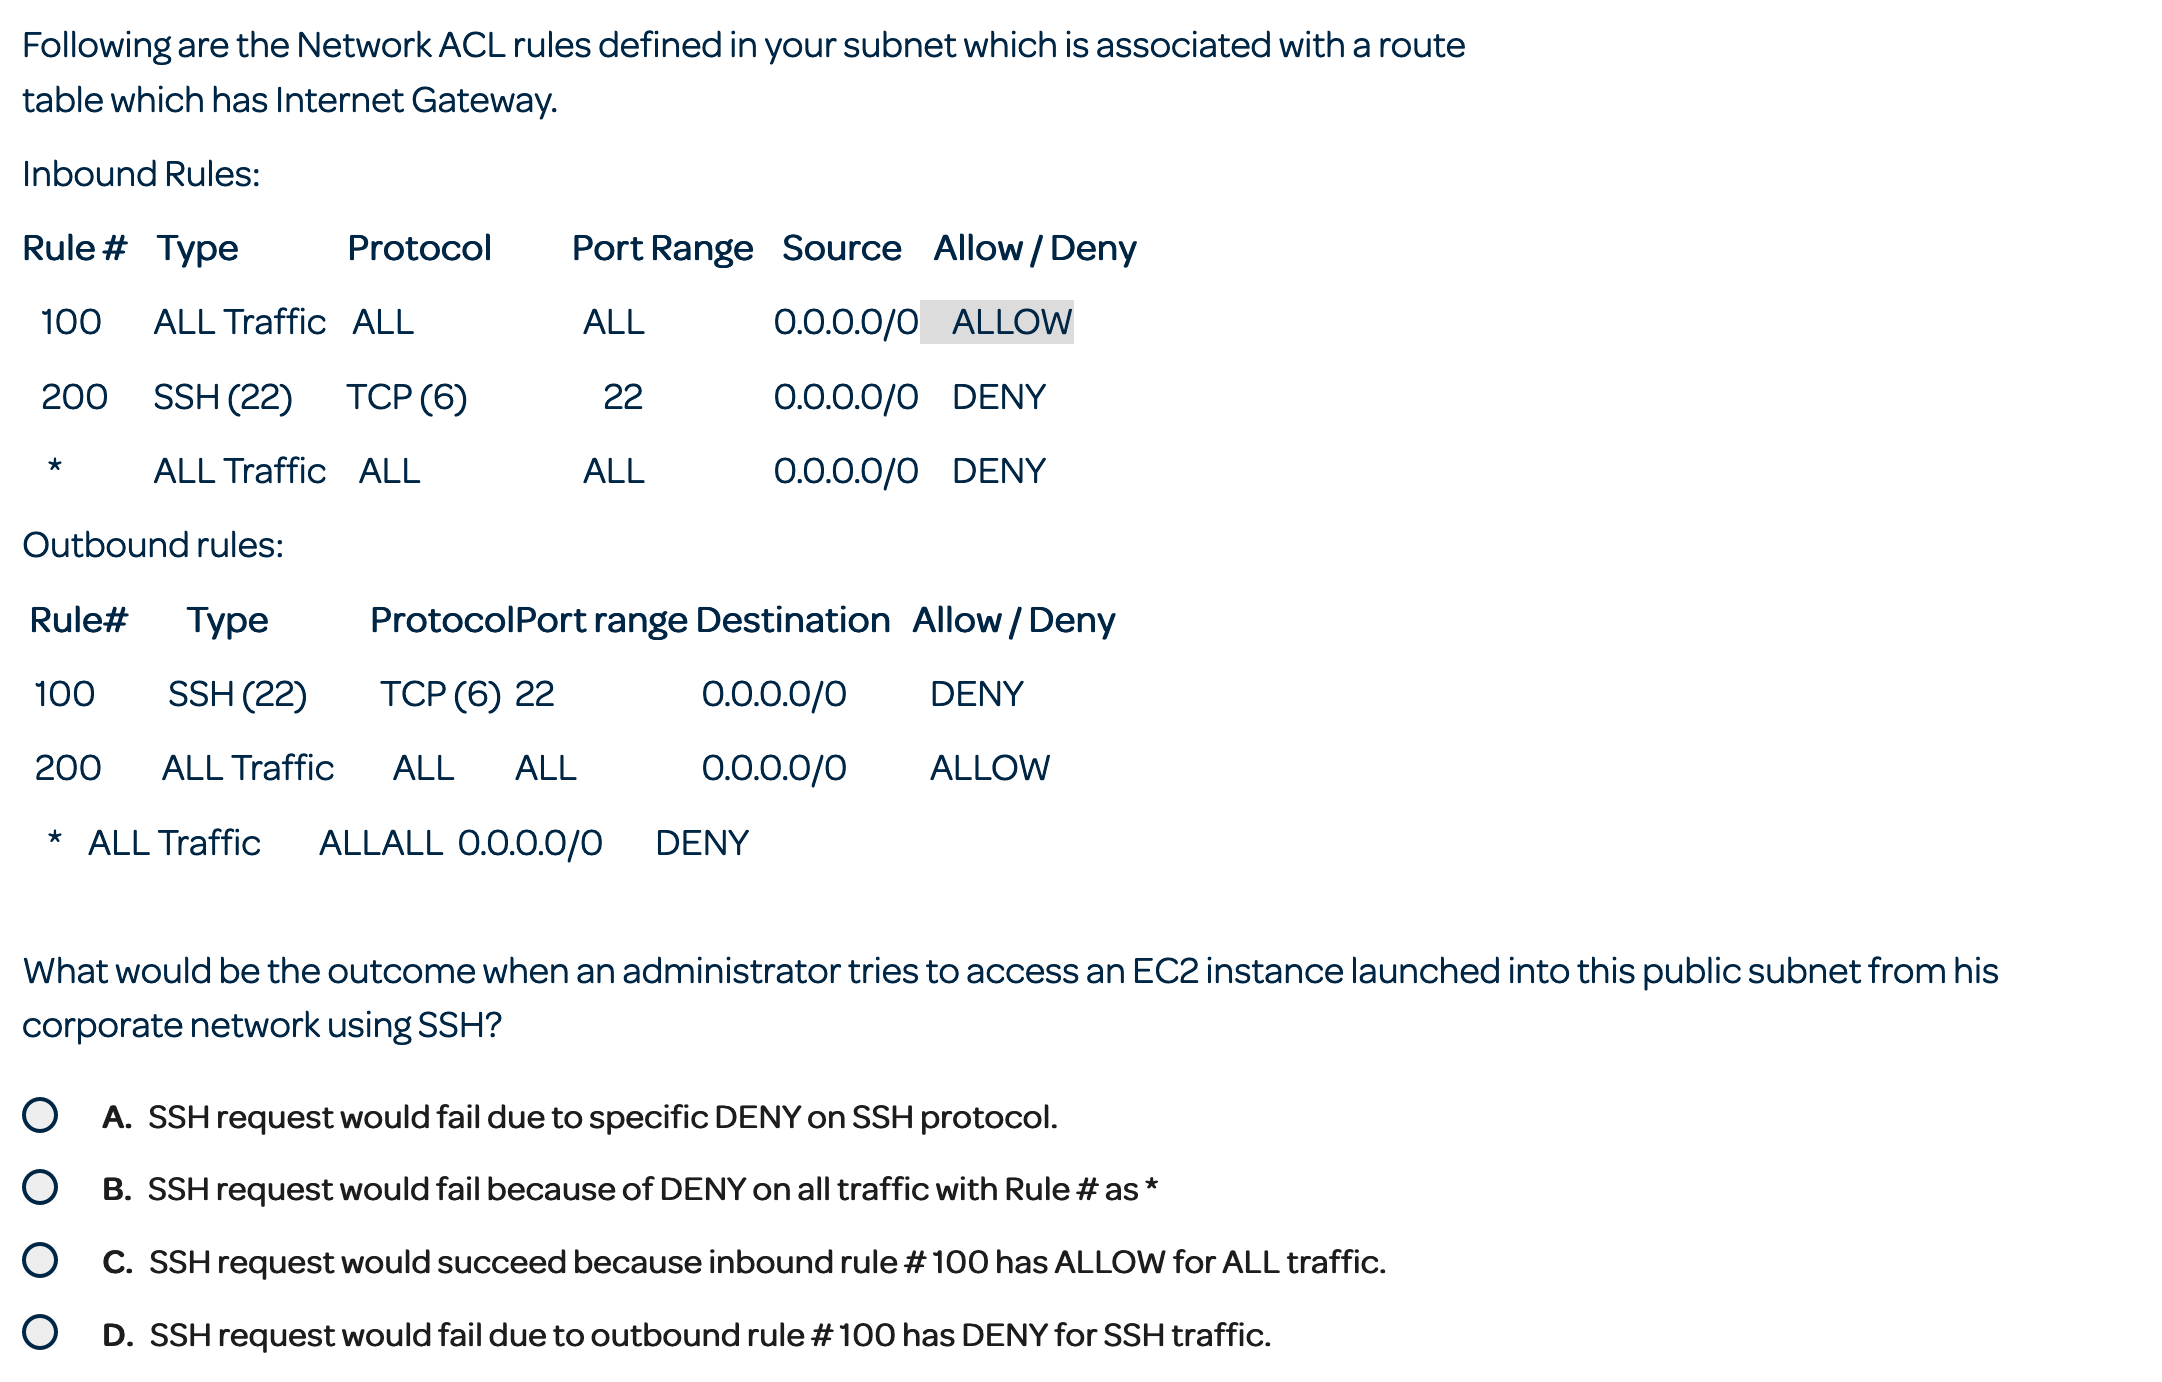 Following are the Network ACL rules defined in your subnet which is associated with a route
table which has Internet Gateway.
Inbound Rules:
Rule # Type Protocol Port Range Source Allow / Deny
100 ALL Traffic ALL ALL 0.0.0.0/0 ALLOW
200 SSH (22) TCP (6) 22 0.0.0.0/0 DENY
* ALL Traffic ALL ALL 0.0.0.0/0 DENY
Outbound rules:
Rule# Type ProtocolPort range Destination Allow / Deny
100 SSH (22) TCP (6) 22 0.0.0.0/0 DENY
200 ALL Traffic ALL ALL 0.0.0.0/0 ALLOW
* ALL Traffic ALLALL 0.0.0.0/0 DENY
What would be the outcome when an administrator tries to access an EC2 instance launched into this public subnet from his
corporate network using SSH?
A. SSH request would fail due to specific DENY on SSH protocol.
B. SSH request would fail because of DENY on all traffic with Rule # as *
C. SSH request would succeed because inbound rule # 100 has ALLOW for ALL traffic.
D. SSH request would fail due to outbound rule # 100 has DENY for SSH traffic.